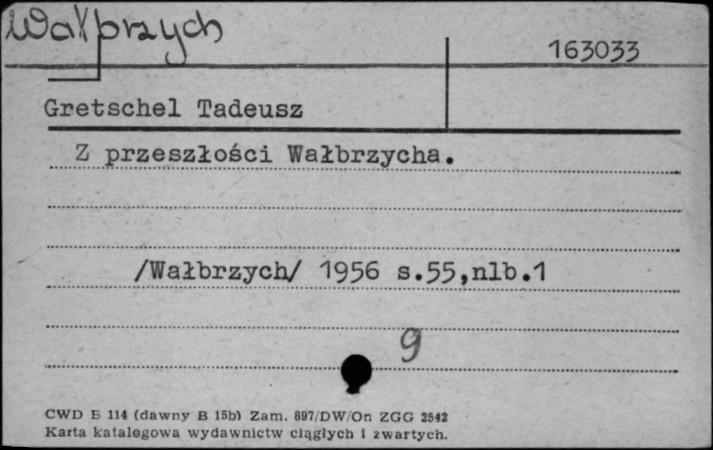 Wałbrzych
163033
Gretschel Tadeusz
Z przeszłości Wałbrzycha.
/Wałbrzych/ 1956 s.55,nlb.1
9
CWD B 114 (dawny B 15b) Zam. 897/DW/On ZGG 2542
Karta katalogowa wydawnictw ciągłych i zwartych.